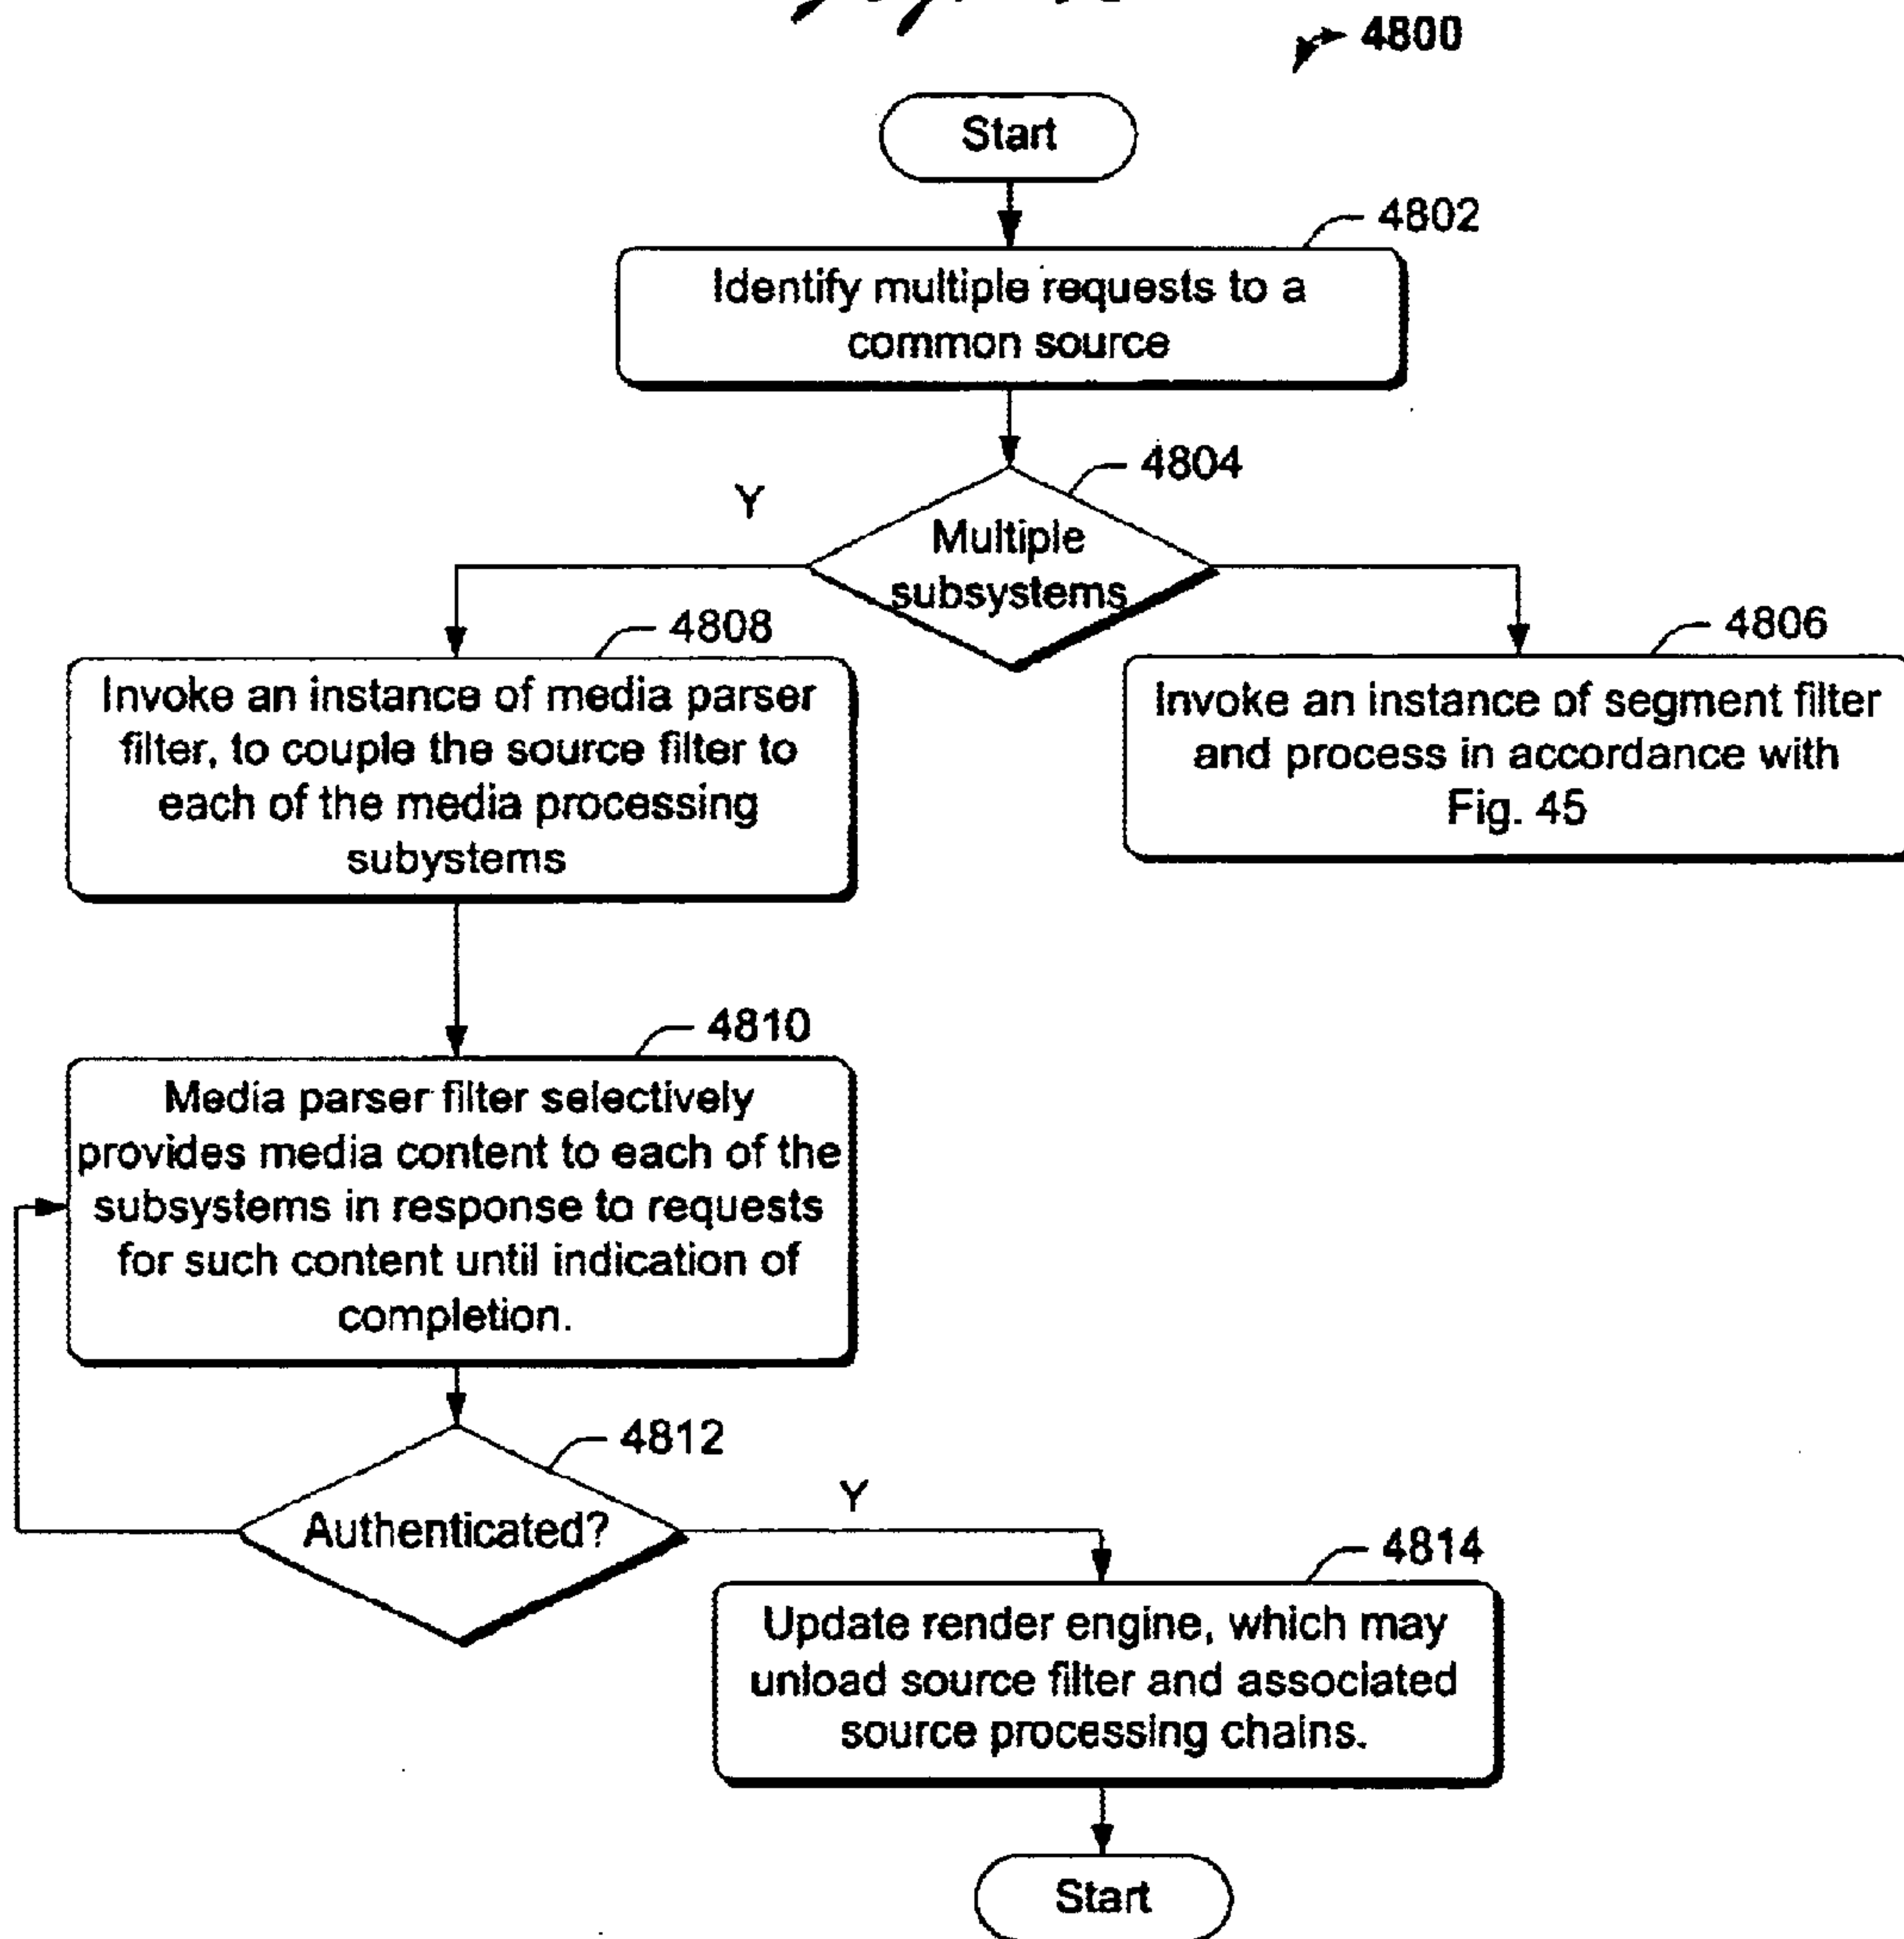 4800
Start
4802
Identify multiple requests to a
common source
4804
Y
Multiple
subsystems
4808
4806
Invoke an instance of media parser
filter, to couple the source filter to
each of the media processing
subystems
Invoke an instance of segment filter
and process in accordance with
Fig. 45
4810
Media parser filter selectively
provides media content to each of the
subsystems in response to requests
for such content until indication of
completion.
4812
Y
Authenticated?
4814
Update render engine, which may
unload source filter and associated
source processing chains.
Start